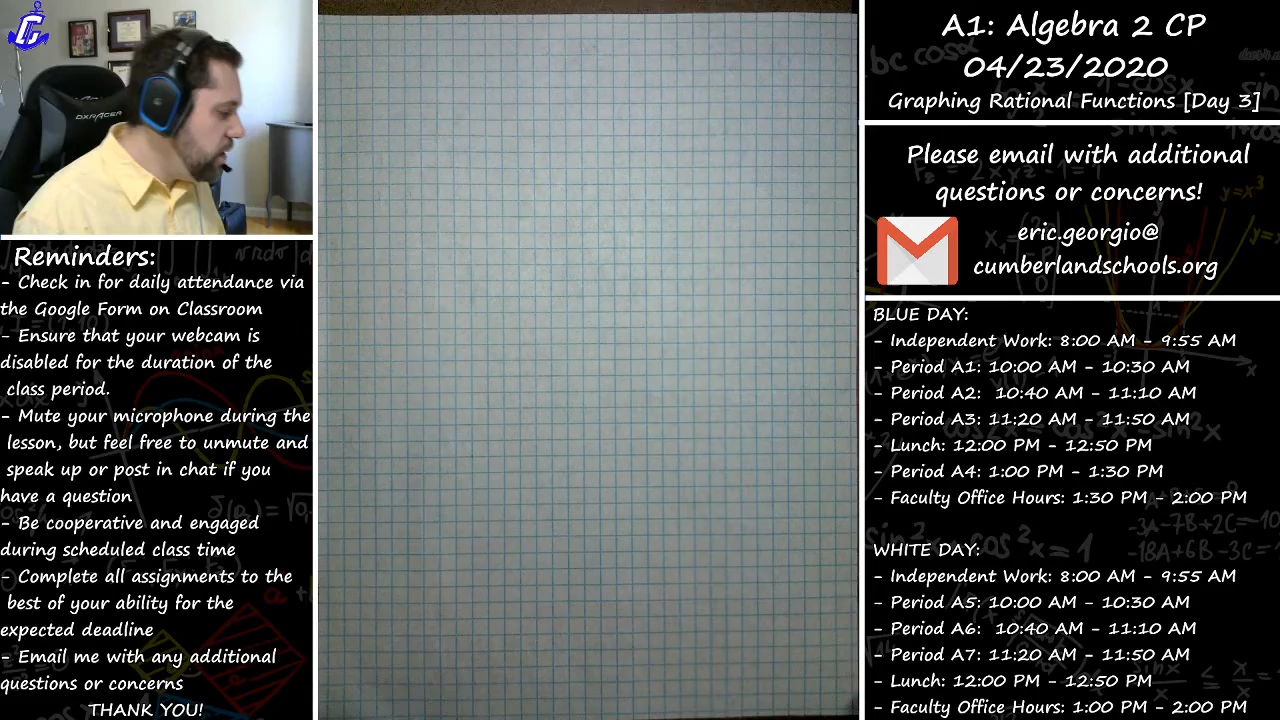 DXRACER
Reminders:
- Check in for daily attendance via
the Google Form on Classroom
- Ensure that your webcam is
disabled for the duration of the
class period.
- Mute your microphone during the
lesson, but feel free to unmute and
speak up or post in chat if you
have a question
- Be cooperative and engaged
during scheduled class time
- Complete all assignments to the
best of your ability for the
expected deadline
- Email me with any additional
questions or concerns
THANK YOU!
A1: Algebra 2 CP
04/23/2020
Graphing Rational Functions [Day 3]
Please email with additional
questions or concerns!
eric.georgio@
cumberlandschools.org
BLUE DAY:
- Independent Work: 8:00 AM - 9:55 AM
- Period A1: 10:00 AM - 10:30 AM
- Period A2: 10:40 AM - 11:10 AM
- Period A3: 11:20 AM - 11:50 AM
- Lunch: 12:00 PM - 12:50 PM
- Period A4: 1:00 PM - 1:30 PM
- Faculty Office Hours: 1:30 PM - 2:00 PM
WHITE DAY:
- Independent Work: 8:00 AM - 9:55 AM
- Period A5: 10:00 AM - 10:30 AM
- Period A6: 10:40 AM - 11:10 AM
- Period A7: 11:20 AM - 11:50 AM
- Lunch: 12:00 PM - 12:50 PM
- Faculty Office Hours: 1:00 PM - 2:00 PM